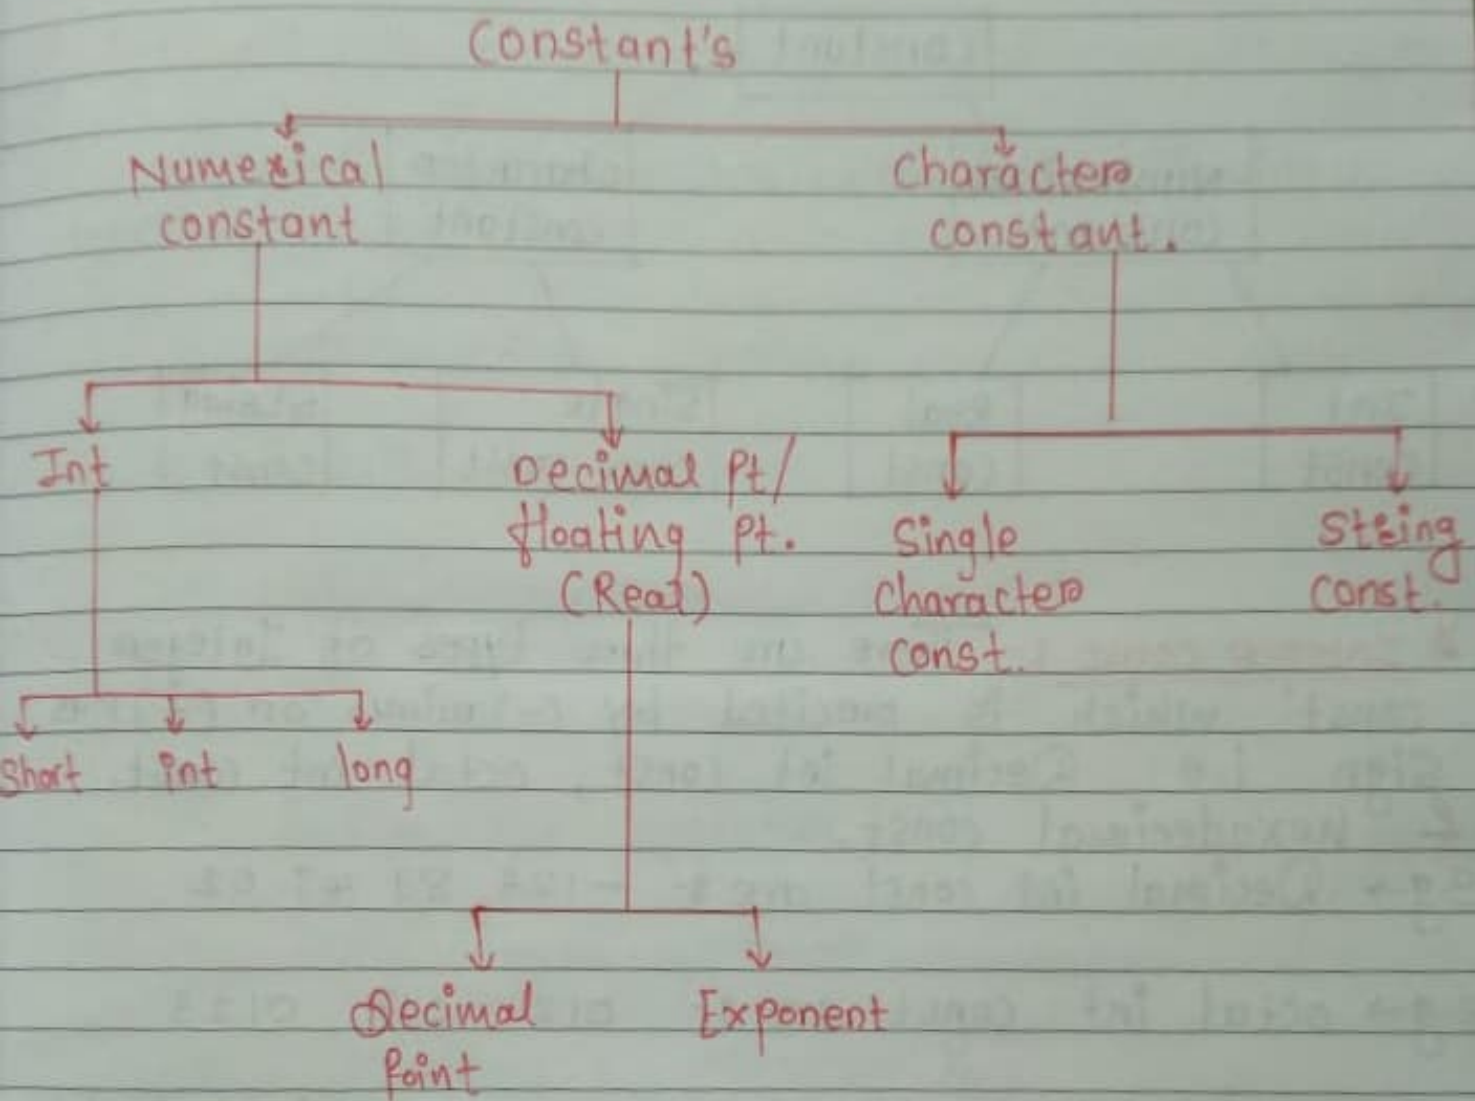 Constant's
Numerical
constant
Character
constant.
Int
Decimal Pt/
floating Pt.
(Real)
Single
character
const.
String
const.
Short int long
Decimal
Point
Exponent